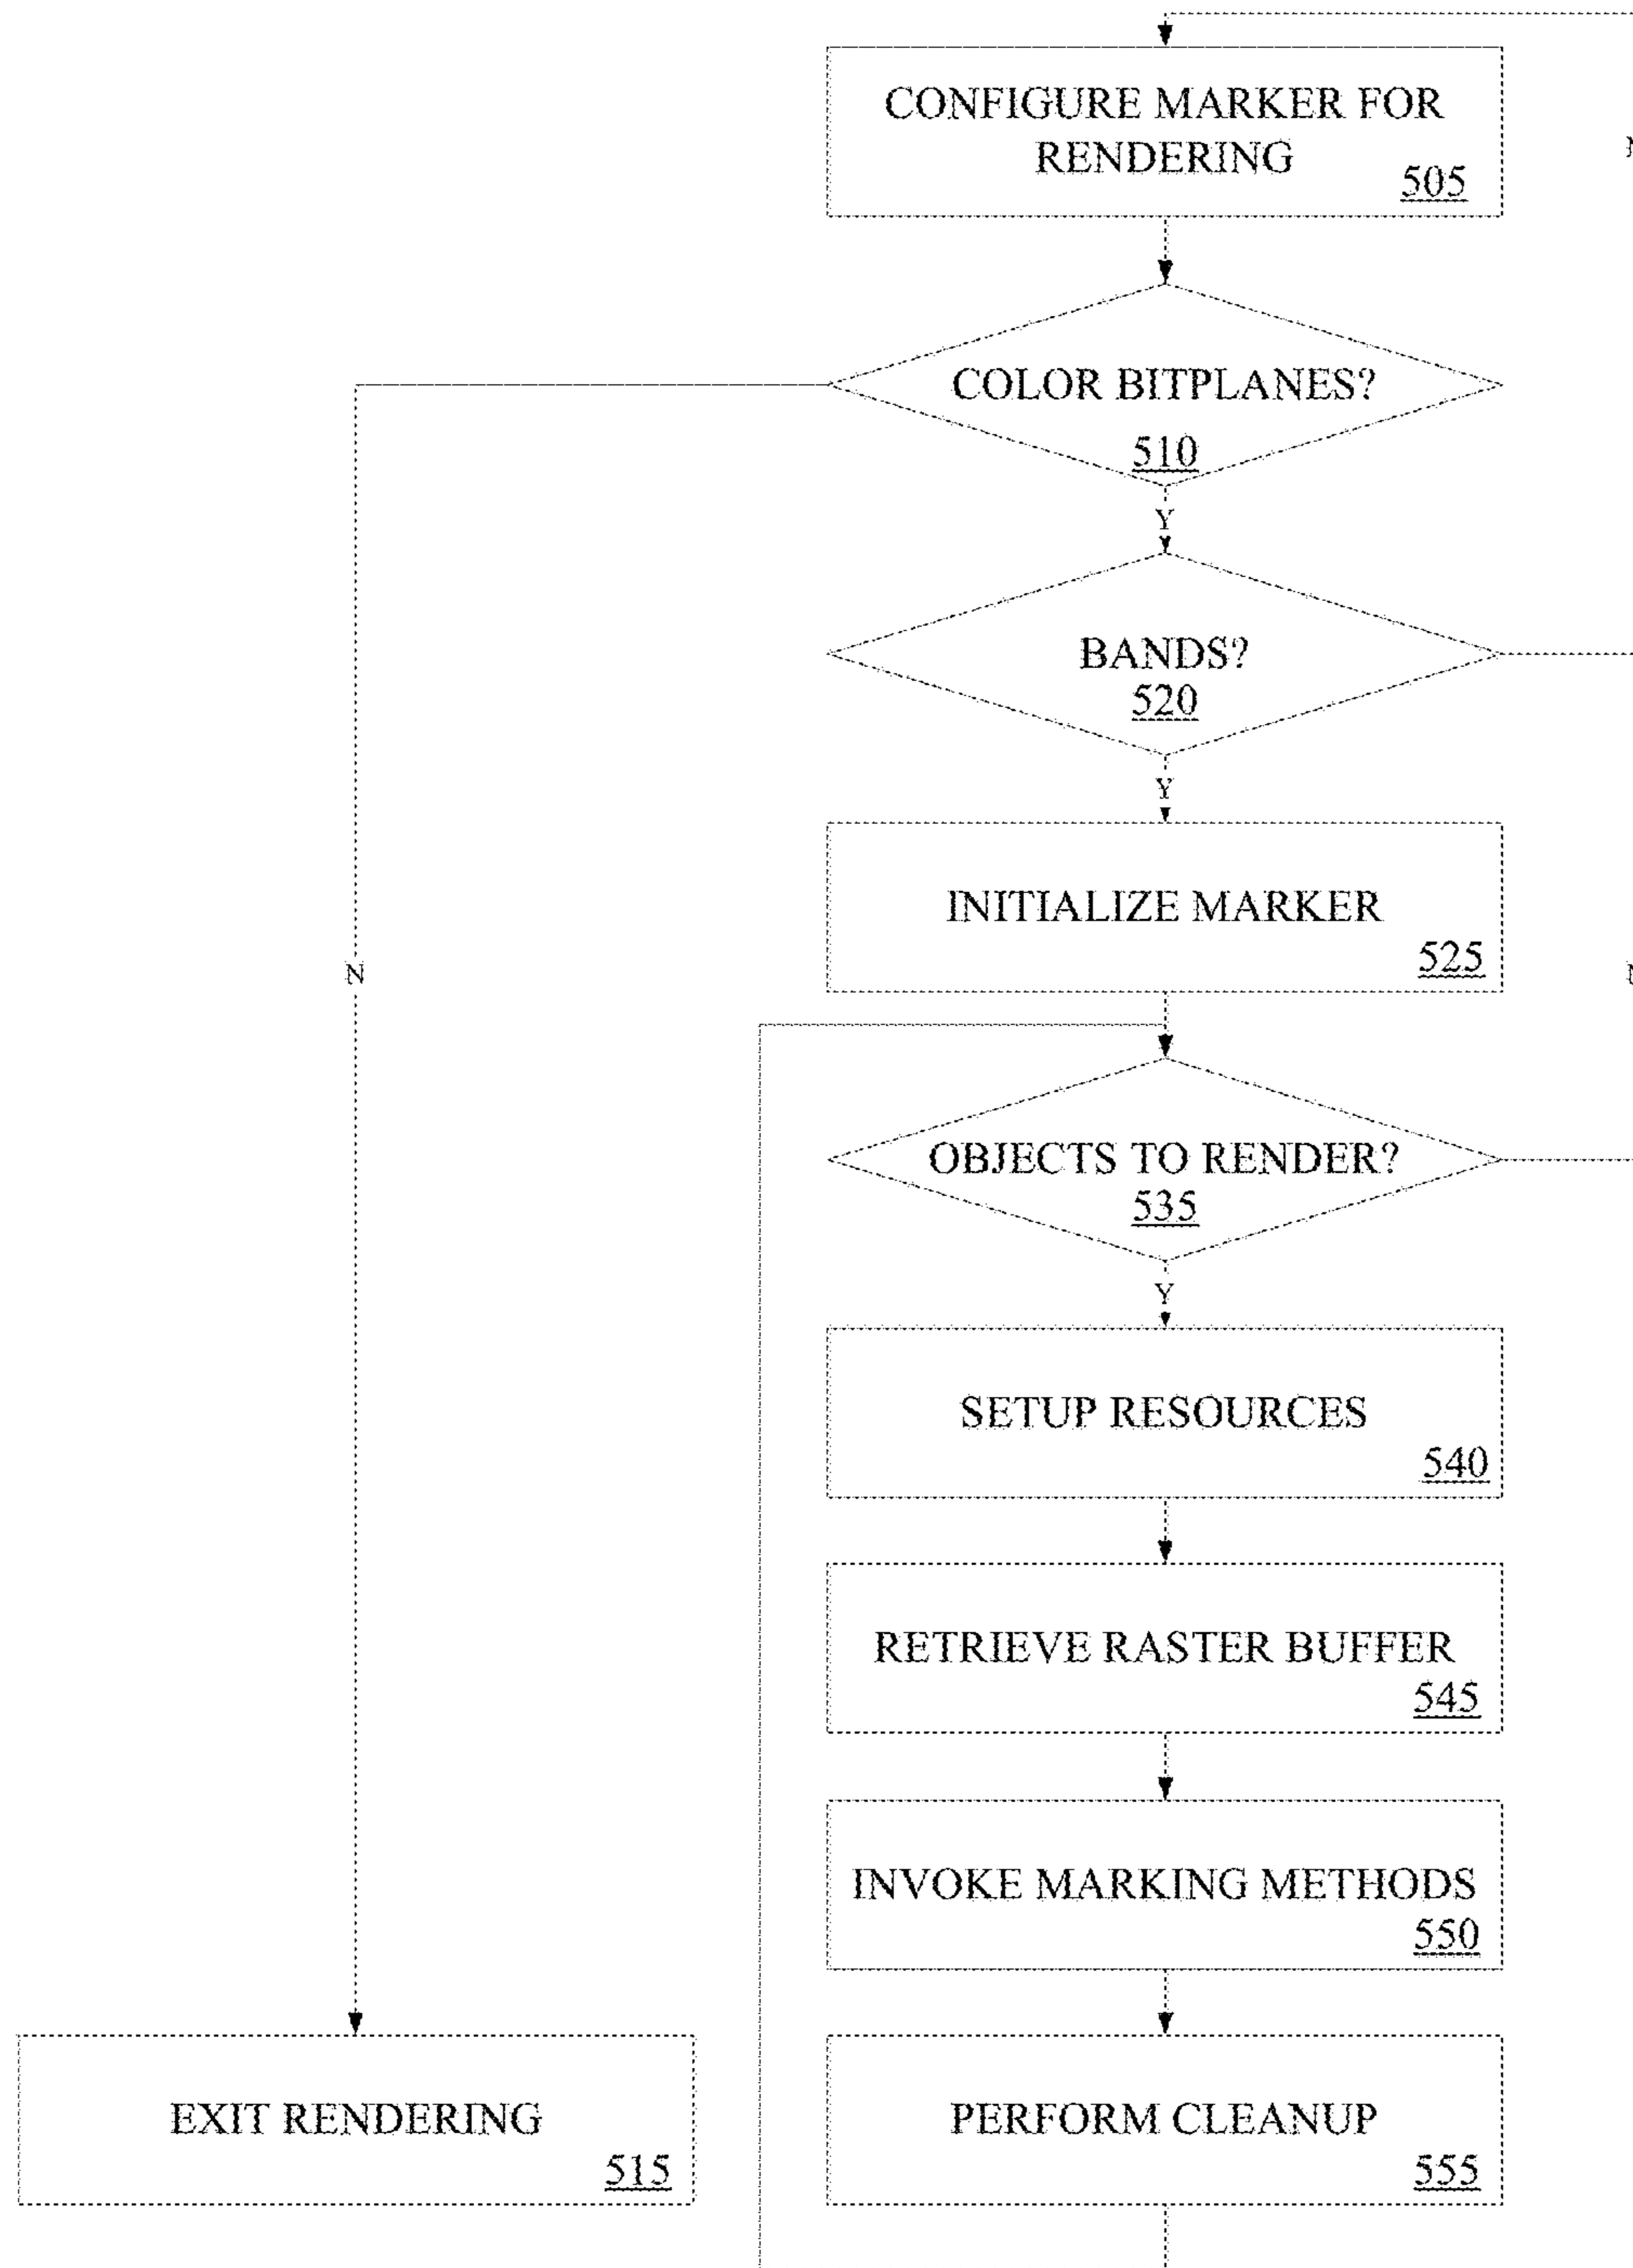 CONFIGURE MARKER FOR
RENDERING
505
COLOR BITPLANES?
510
Y
BANDS?
520
Y
INITIALIZE MARKER
525
N
OBJECTS TO RENDER?
535
Y
SETUP RESOURCES
540
RETRIEVE RASTER BUFFER
545
INVOKE MARKING METHODS
550
EXIT RENDERING
515
PERFORM CLEANUP
555